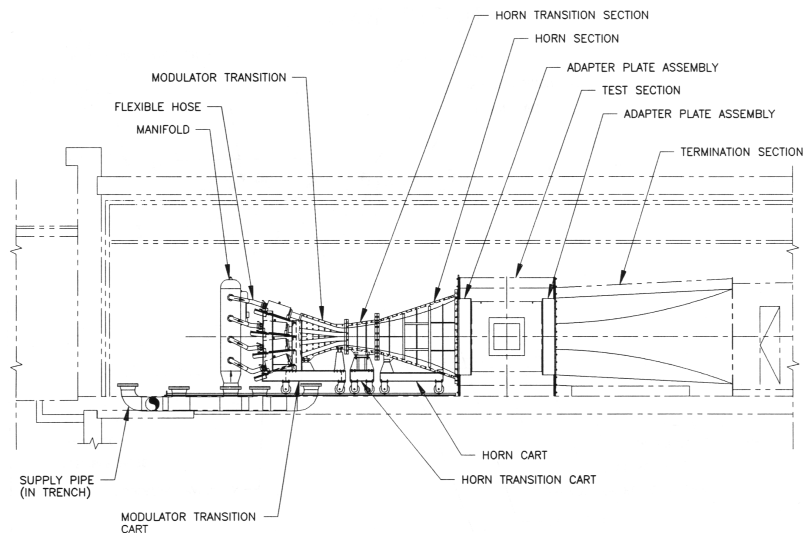 HORN TRANSITION SECTION
HORN SECTION
ADAPTER PLATE ASSEMBLY
MODULATOR TRANSITION
TEST SECTION
FLEXIBLE HOSE
ADAPTER PLATE ASSEMBLY
MANIFOLD
TERMINATION SECTION
HORN CART
SUPPLY PIPE
(IN TRENCH)
HORN TRANSITION CART
MODULATOR TRANSITION
CART